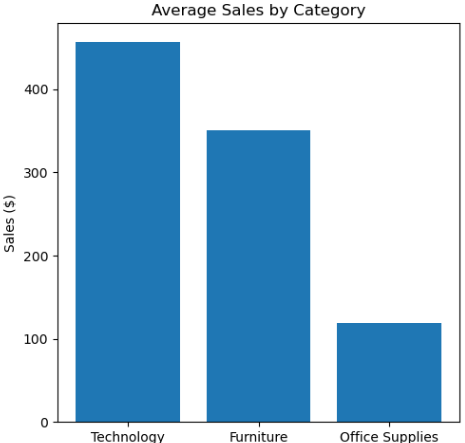 Average Sales by Category
Sales ($)
400
300
200
100
0
Technology
Furniture
Office Supplies